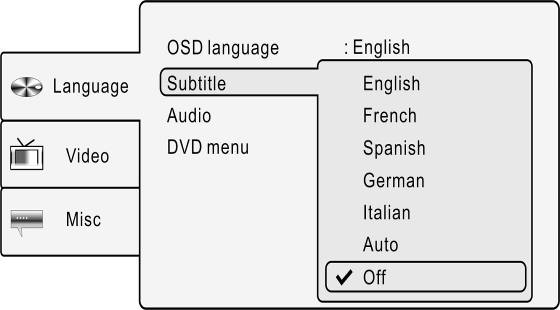 Language
Video
Misc
OSD language : English
Subtitle
Audio
DVD menu
English
French
Spanish
German
Italian
Auto
Off